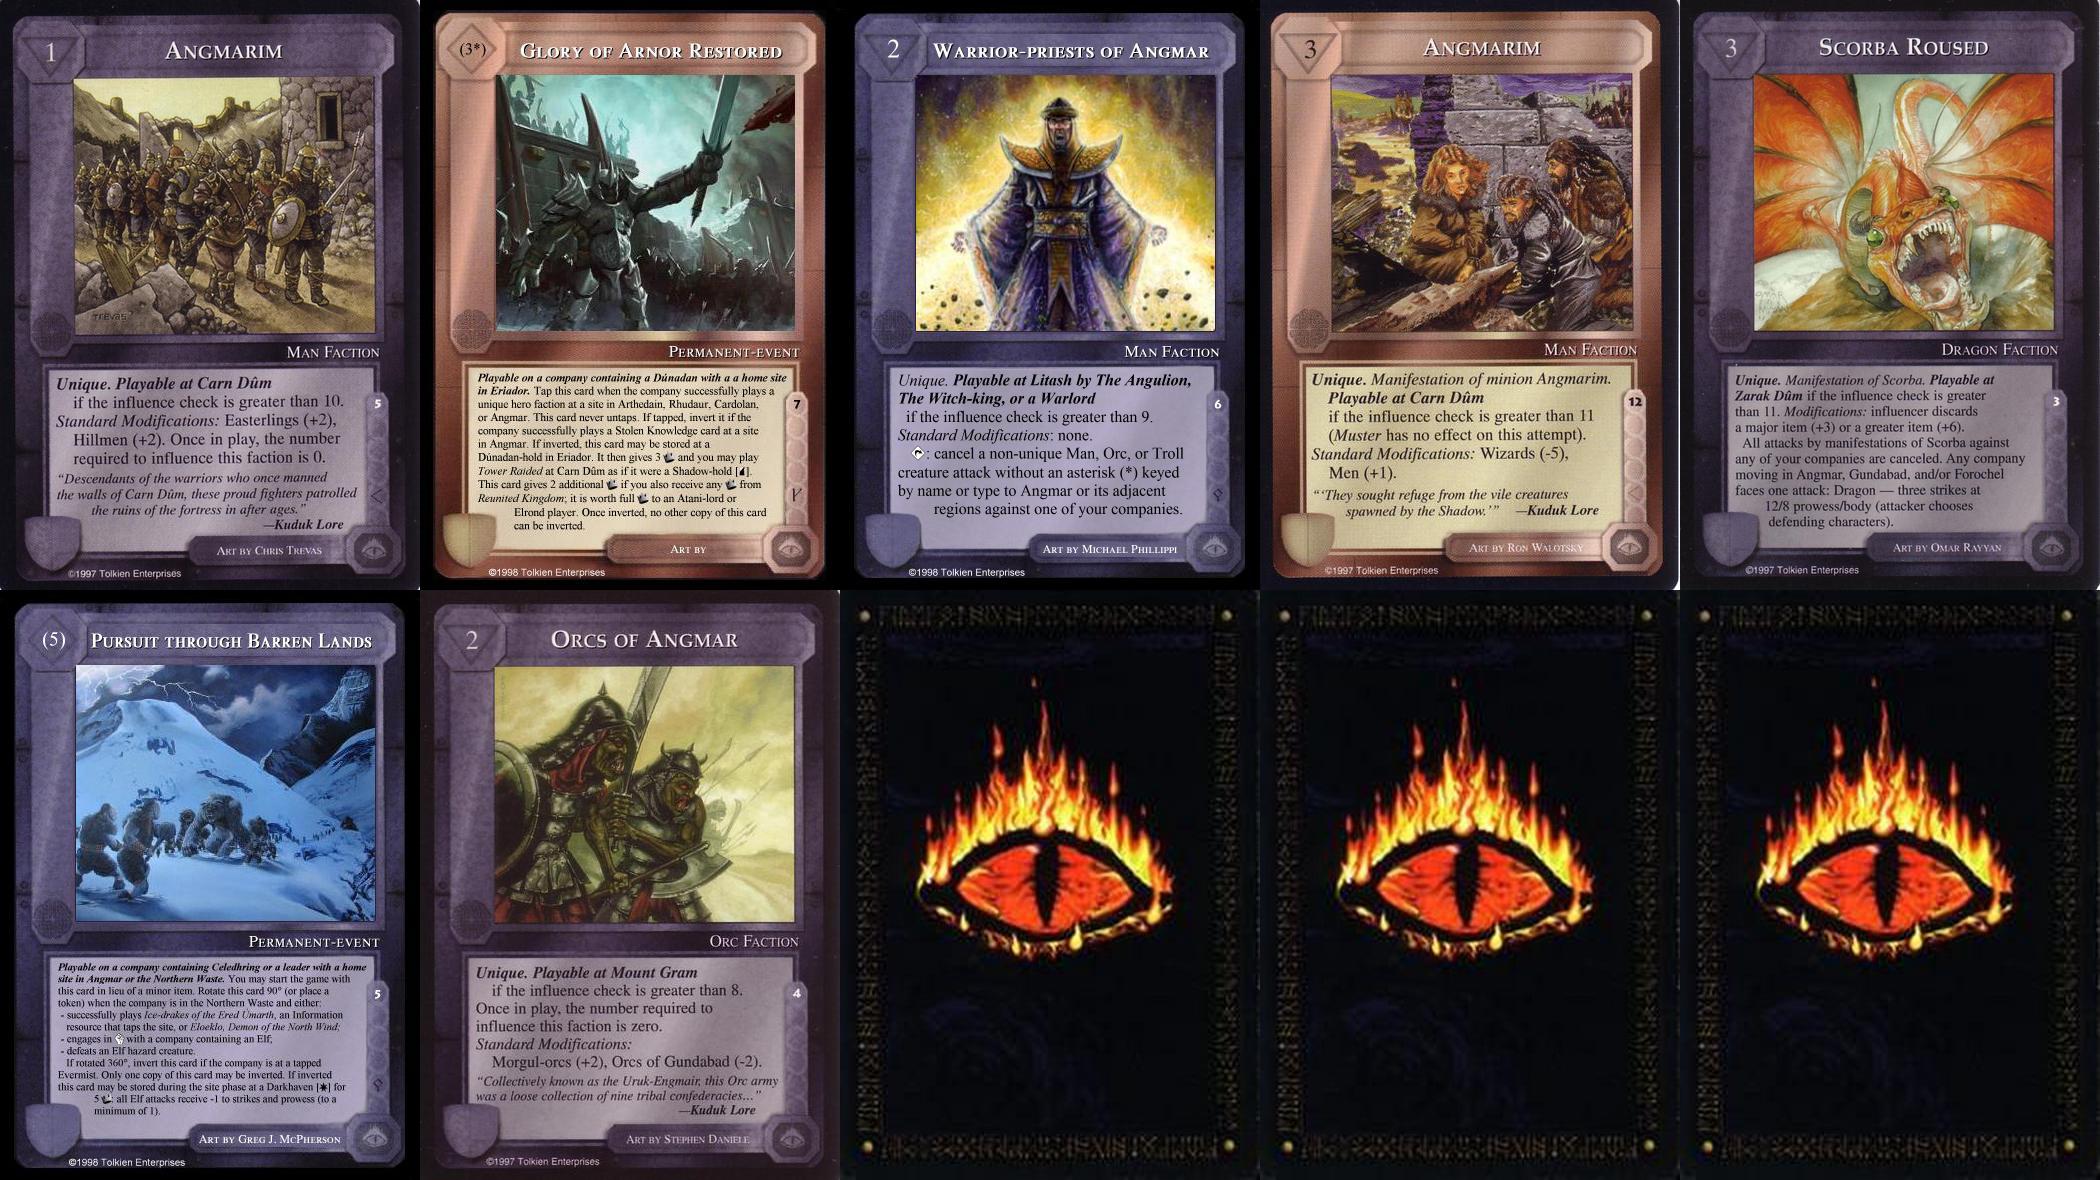 1
ANGMARIM
MAN FACTION
Unique. Playable at Carn Dûm
if the influence check is greater than 10.
Standard Modifications: Easterlings (+2),
Hillmen (+2). Once in play, the number
required to influence this faction is 0.
“Descendants of the warriors who once manned
the walls of Carn Dûm, these proud fighters patrolled
the ruins of the fortress in after ages.”
—Kuduk Lore
5
ART BY CHRIS TREVAS
©1997 Tolkien Enterprises
(3*)
GLORY OF ARNOR RESTORED
PERMANENT-EVENT
Playable on a company containing a Dúnadan with a a home site
in Eriador. Tap this card when the company successfully plays a
unique hero faction at a site in Arthedain, Rhudaur, Cardolan,
or Angmar. This card never untaps. If tapped, invert it if the
company successfully plays a Stolen Knowledge card at a site
in Angmar. If inverted, this card may be stored at a
Dúnadan-hold in Eriador. It then gives 3 and you may play
Tower Raided at Carn Dûm as if it were a Shadow-hold [ ].
This card gives 2 additional if you also receive any from
Reunited Kingdom; it is worth full to an Atani-lord or
Elrond player. Once inverted, no other copy of this card
can be inverted.
7
ART BY
©1998 Tolkien Enterprises
2
WARRIOR-PRIESTS OF ANGMAR
MAN FACTION
Unique. Playable at Litash by The Angulion,
The Witch-king, or a Warlord
if the influence check is greater than 9.
Standard Modifications: none.
: cancel a non-unique Man, Orc, or Troll
creature attack without an asterisk (*) keyed
by name or type to Angmar or its adjacent
regions against one of your companies.
6
ART BY MICHAEL PHILLIPPI
©1998 Tolkien Enterprises
3
ANGMARIM
MAN FACTION
Unique. Manifestation of minion Angmarim.
Playable at Carn Dûm
if the influence check is greater than 11
(Muster has no effect on this attempt).
Standard Modifications: Wizards (-5),
Men (+1).
“‘They sought refuge from the vile creatures
spawned by the Shadow.’” —Kuduk Lore
12
ART BY RON WALOTSKY
©1997 Tolkien Enterprises
3
SCORBA ROUSED
DRAGON FACTION
Unique. Manifestation of Scorba. Playable at
Zarak Dûm if the influence check is greater
than 11. Modifications: influencer discards
a major item (+3) or a greater item (+6).
All attacks by manifestations of Scorba against
any of your companies are canceled. Any company
moving in Angmar, Gundabad, and/or Forochel
faces one attack: Dragon — three strikes at
12/8 prowess/body (attacker chooses
defending characters).
3
ART BY OMAR RAYYAN
©1997 Tolkien Enterprises
(5)
PURSUIT THROUGH BARREN LANDS
PERMANENT-EVENT
Playable on a company containing Celedhring or a leader with a home
site in Angmar or the Northern Waste. You may start the game with
this card in lieu of a minor item. Rotate this card 90° (or place a
token) when the company is in the Northern Waste and either:
- successfully plays Ice-drakes of the Ered Umarth, an Information
resource that taps the site, or Eloeklo, Demon of the North Wind;
- engages in with a company containing an Elf;
- defeats an Elf hazard creature.
If rotated 360°, invert this card if the company is at a tapped
Evermist. Only one copy of this card may be inverted. If inverted
this card may be stored during the site phase at a Darkhaven [ ] for
5 : all Elf attacks receive -1 to strikes and prowess (to a
minimum of 1).
5
ART BY GREG J. MCPHERSON
©1998 Tolkien Enterprises
2
ORCS OF ANGMAR
ORC FACTION
Unique. Playable at Mount Gram
if the influence check is greater than 8.
Once in play, the number required to
influence this faction is zero.
Standard Modifications:
Morgul-orcs (+2), Orcs of Gundabad (-2).
“Collectively known as the Uruk-Engmair, this Orc army
was a loose collection of nine tribal confederacies...”
—Kuduk Lore
4
ART BY STEPHEN DANIELE
©1997 Tolkien Enterprises